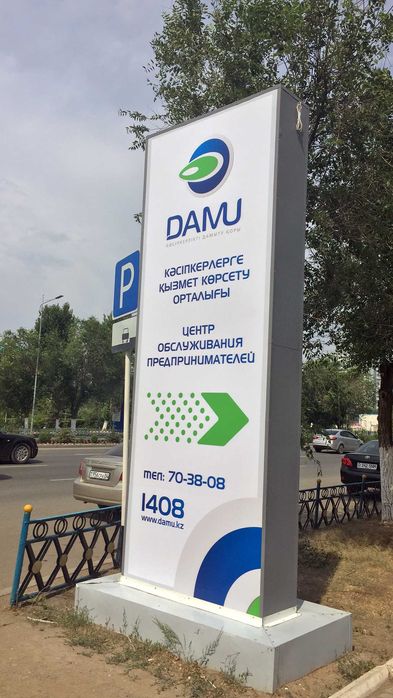 P
DAMU
КӘСІПКЕРЛІКТІ ДАМЫТУ ҚОРЫ
КӘСІПКЕРЛЕРГЕ
ҚЫЗМЕТ КӨРСЕТУ
ОРТАЛЫҒЫ
ЦЕНТР
ОБСЛУЖИВАНИЯ
ПРЕДПРИНИМАТЕЛЕЙ
тел: 70-38-08
1408
www.damu.kz